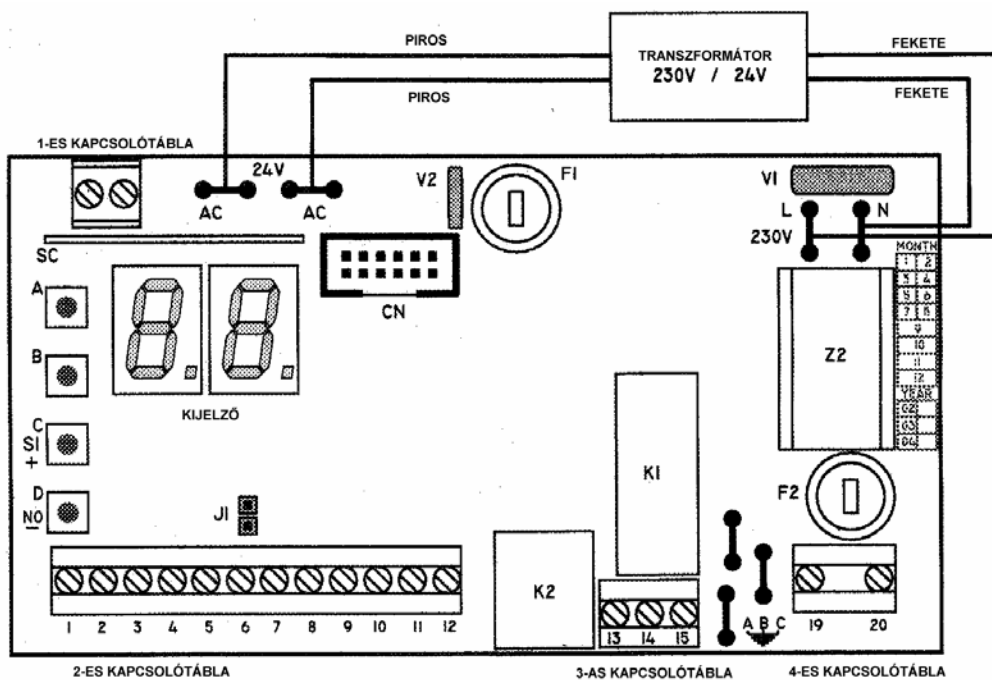 PIROS
TRANSZFORMÁTOR
230V / 24V
FEKETE
PIROS
FEKETE
1-ES KAPCSOLÓTÁBLA
24V
AC
AC
V2
F1
V1
L
N
230V
SC
CN
MONTH
1 2
3 4
5 6
7 8
9
10
11
12
YEAR
02
03
04
A
B
C
SI
+
D
NO
–
KIJELZŐ
Z2
K1
F2
J1
K2
1 2 3 4 5 6 7 8 9 10 11 12
13 14 15
A B C
19 20
2-ES KAPCSOLÓTÁBLA
3-AS KAPCSOLÓTÁBLA
4-ES KAPCSOLÓTÁBLA